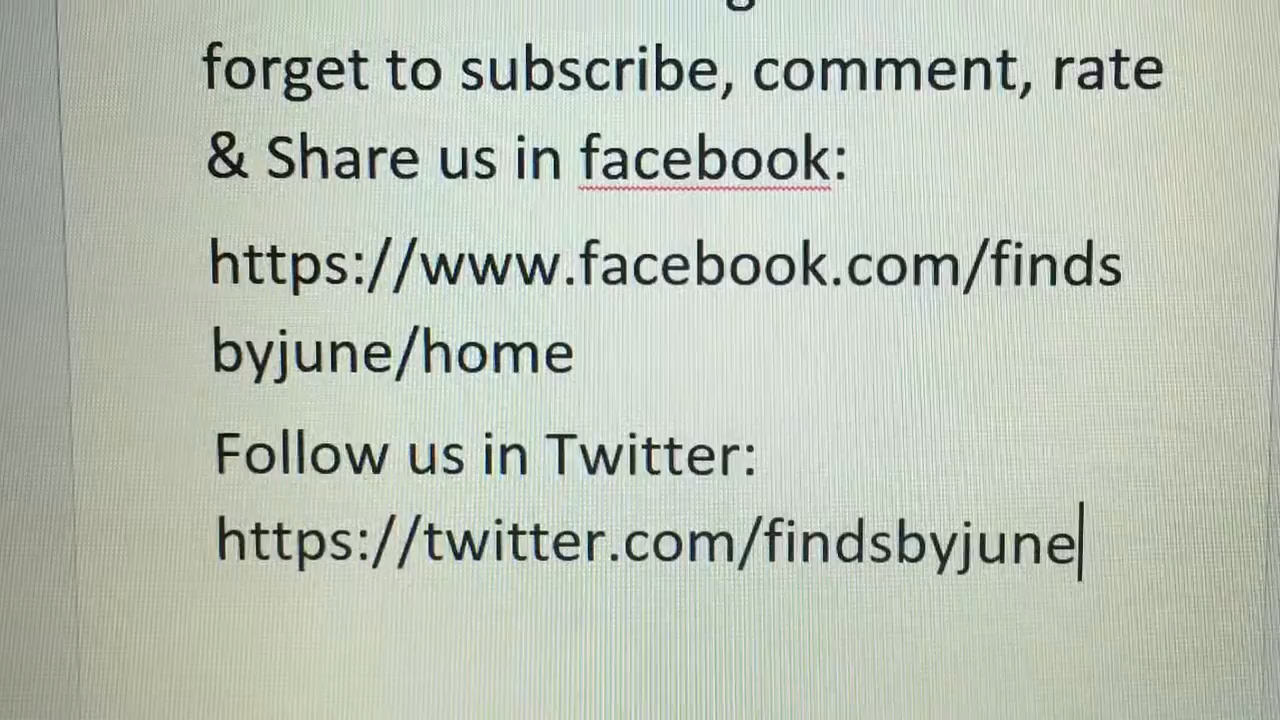 forget to subscribe, comment, rate
& Share us in facebook:
https://www.facebook.com/finds
byjune/home
Follow us in Twitter:
https://twitter.com/findsbyjune